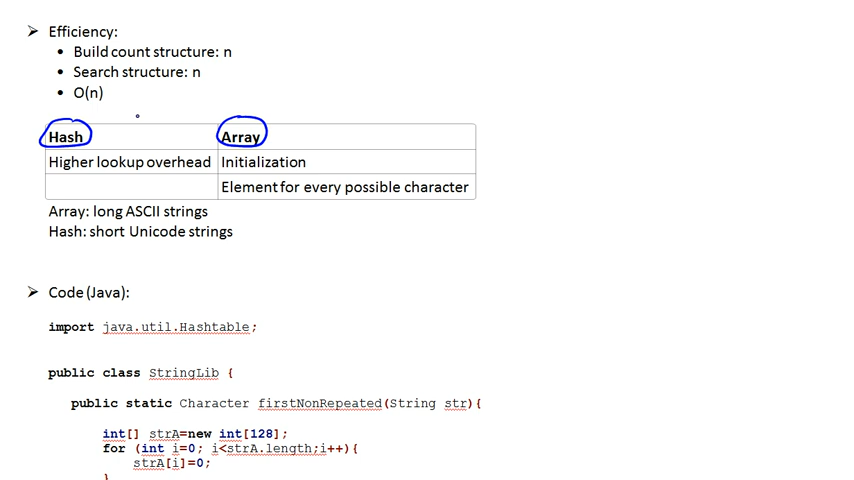 ➢ Efficiency:
• Build count structure: n
• Search structure: n
• O(n)
Hash Array
Higher lookup overhead Initialization
Element for every possible character
Array: long ASCII strings
Hash: short Unicode strings
➢ Code (Java):
import java.util.Hashtable;
public class StringLib {
public static Character firstNonRepeated(String str){
int[] strA=new int[128];
for (int i=0; i<strA.length;i++){
strA[i]=0;
}